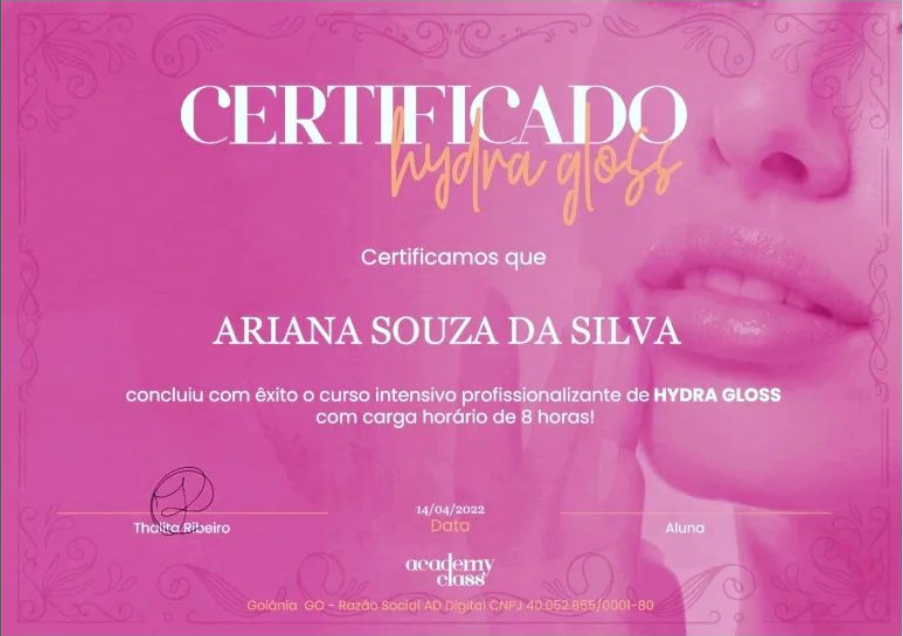 CERTIFICADO
hydra gloss
Certificamos que
ARIANA SOUZA DA SILVA
concluiu com êxito o curso intensivo profissionalizante de HYDRA GLOSS
com carga horário de 8 horas!
14/04/2022
Thalita Ribeiro
Data
Aluna
academy
class
Goiânia GO - Razão Social AD Digital CNPJ 40.052.855/0001-80